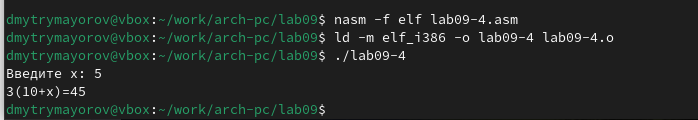 dmytrymayorov@vbox:~/work/arch-pc/lab09$ nasm -f elf lab09-4.asm
dmytrymayorov@vbox:~/work/arch-pc/lab09$ ld -m elf_i386 -o lab09-4 lab09-4.o
dmytrymayorov@vbox:~/work/arch-pc/lab09$ ./lab09-4
Введите x: 5
3(10+x)=45
dmytrymayorov@vbox:~/work/arch-pc/lab09$